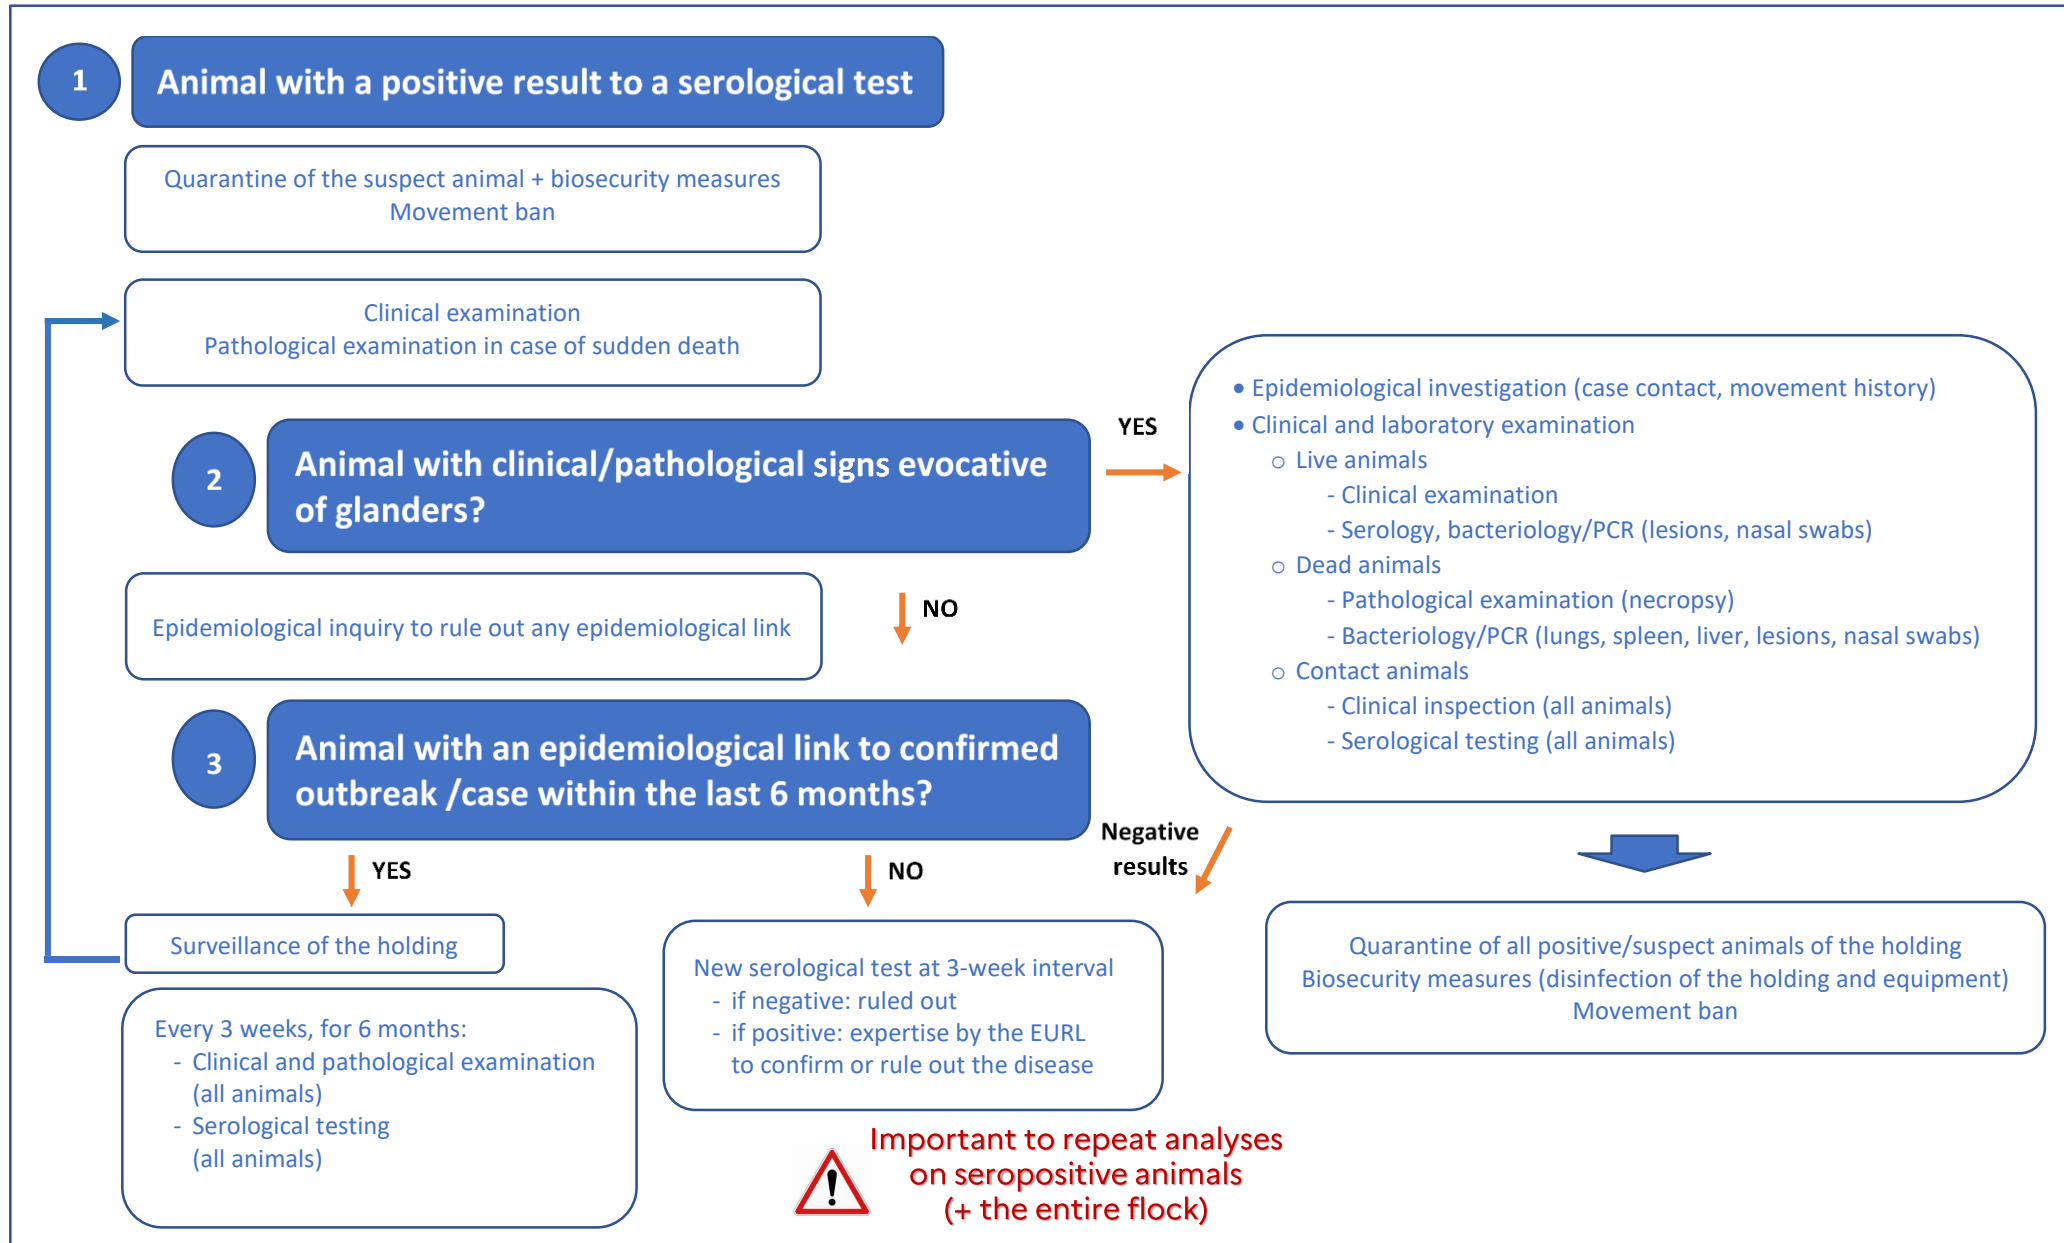 1
Animal with a positive result to a serological test
Quarantine of the suspect animal + biosecurity measures
Movement ban
Clinical examination
Pathological examination in case of sudden death
2
Animal with clinical/pathological signs evocative
of glanders?
YES
• Epidemiological investigation (case contact, movement history)
• Clinical and laboratory examination
○ Live animals
- Clinical examination
- Serology, bacteriology/PCR (lesions, nasal swabs)
○ Dead animals
- Pathological examination (necropsy)
- Bacteriology/PCR (lungs, spleen, liver, lesions, nasal swabs)
○ Contact animals
- Clinical inspection (all animals)
- Serological testing (all animals)
NO
Epidemiological inquiry to rule out any epidemiological link
3
Animal with an epidemiological link to confirmed
outbreak /case within the last 6 months?
YES
NO
Negative
results
Surveillance of the holding
Every 3 weeks, for 6 months:
- Clinical and pathological examination
(all animals)
- Serological testing
(all animals)
New serological test at 3-week interval
- if negative: ruled out
- if positive: expertise by the EURL
to confirm or rule out the disease
Quarantine of all positive/suspect animals of the holding
Biosecurity measures (disinfection of the holding and equipment)
Movement ban
!
Important to repeat analyses
on seropositive animals
(+ the entire flock)